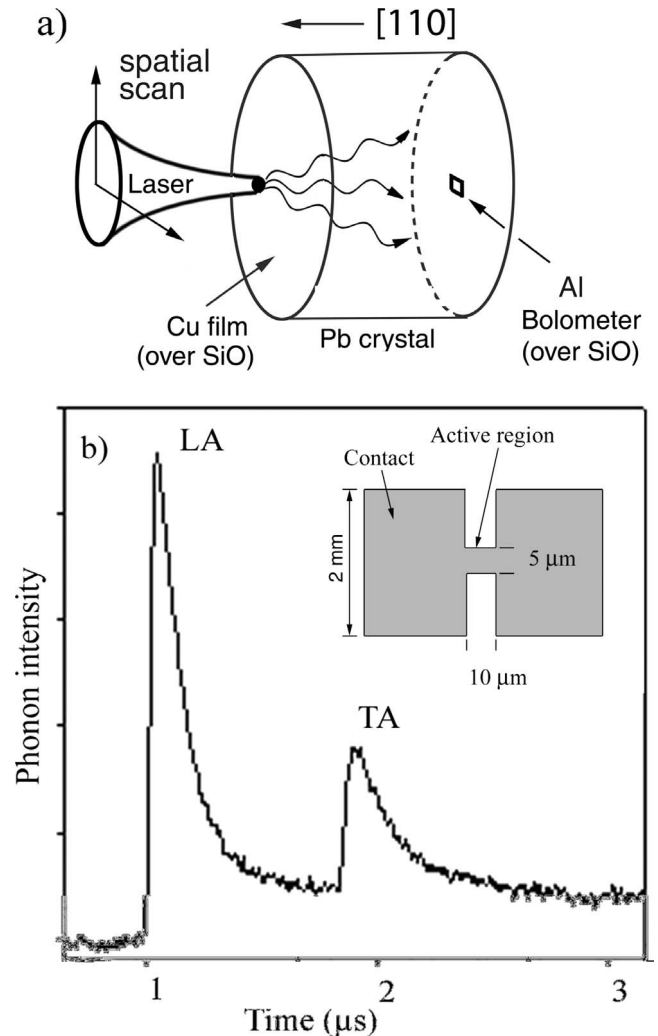 a)
[110]
spatial
scan
Laser
Cu film
(over SiO)
Pb crystal
Al
Bolometer
(over SiO)
b)
LA
Active region
Contact
2 mm
5 μm
10 μm
TA
Phonon intensity
1
2
3
Time (μs)